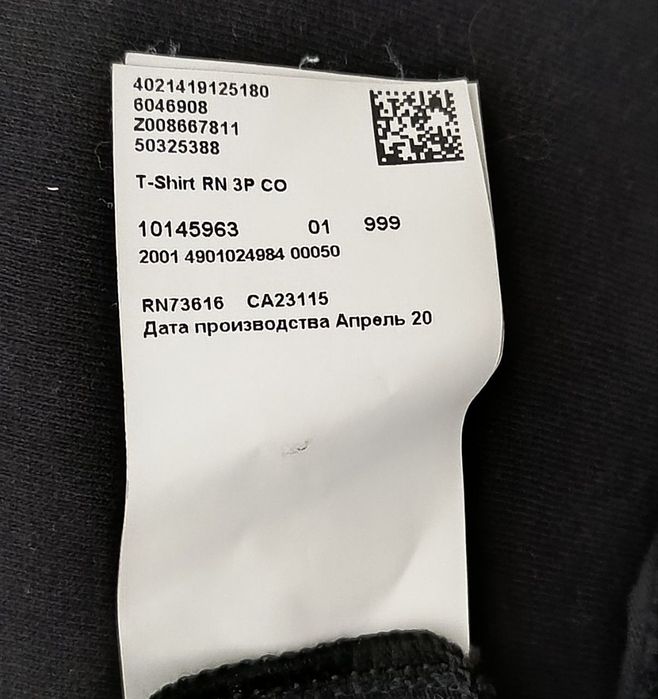 4021419125180
6046908
Z008667811
50325388
T-Shirt RN 3P CO
10145963 01 999
2001 4901024984 00050
RN73616 CA23115
Дата производства Апрель 20